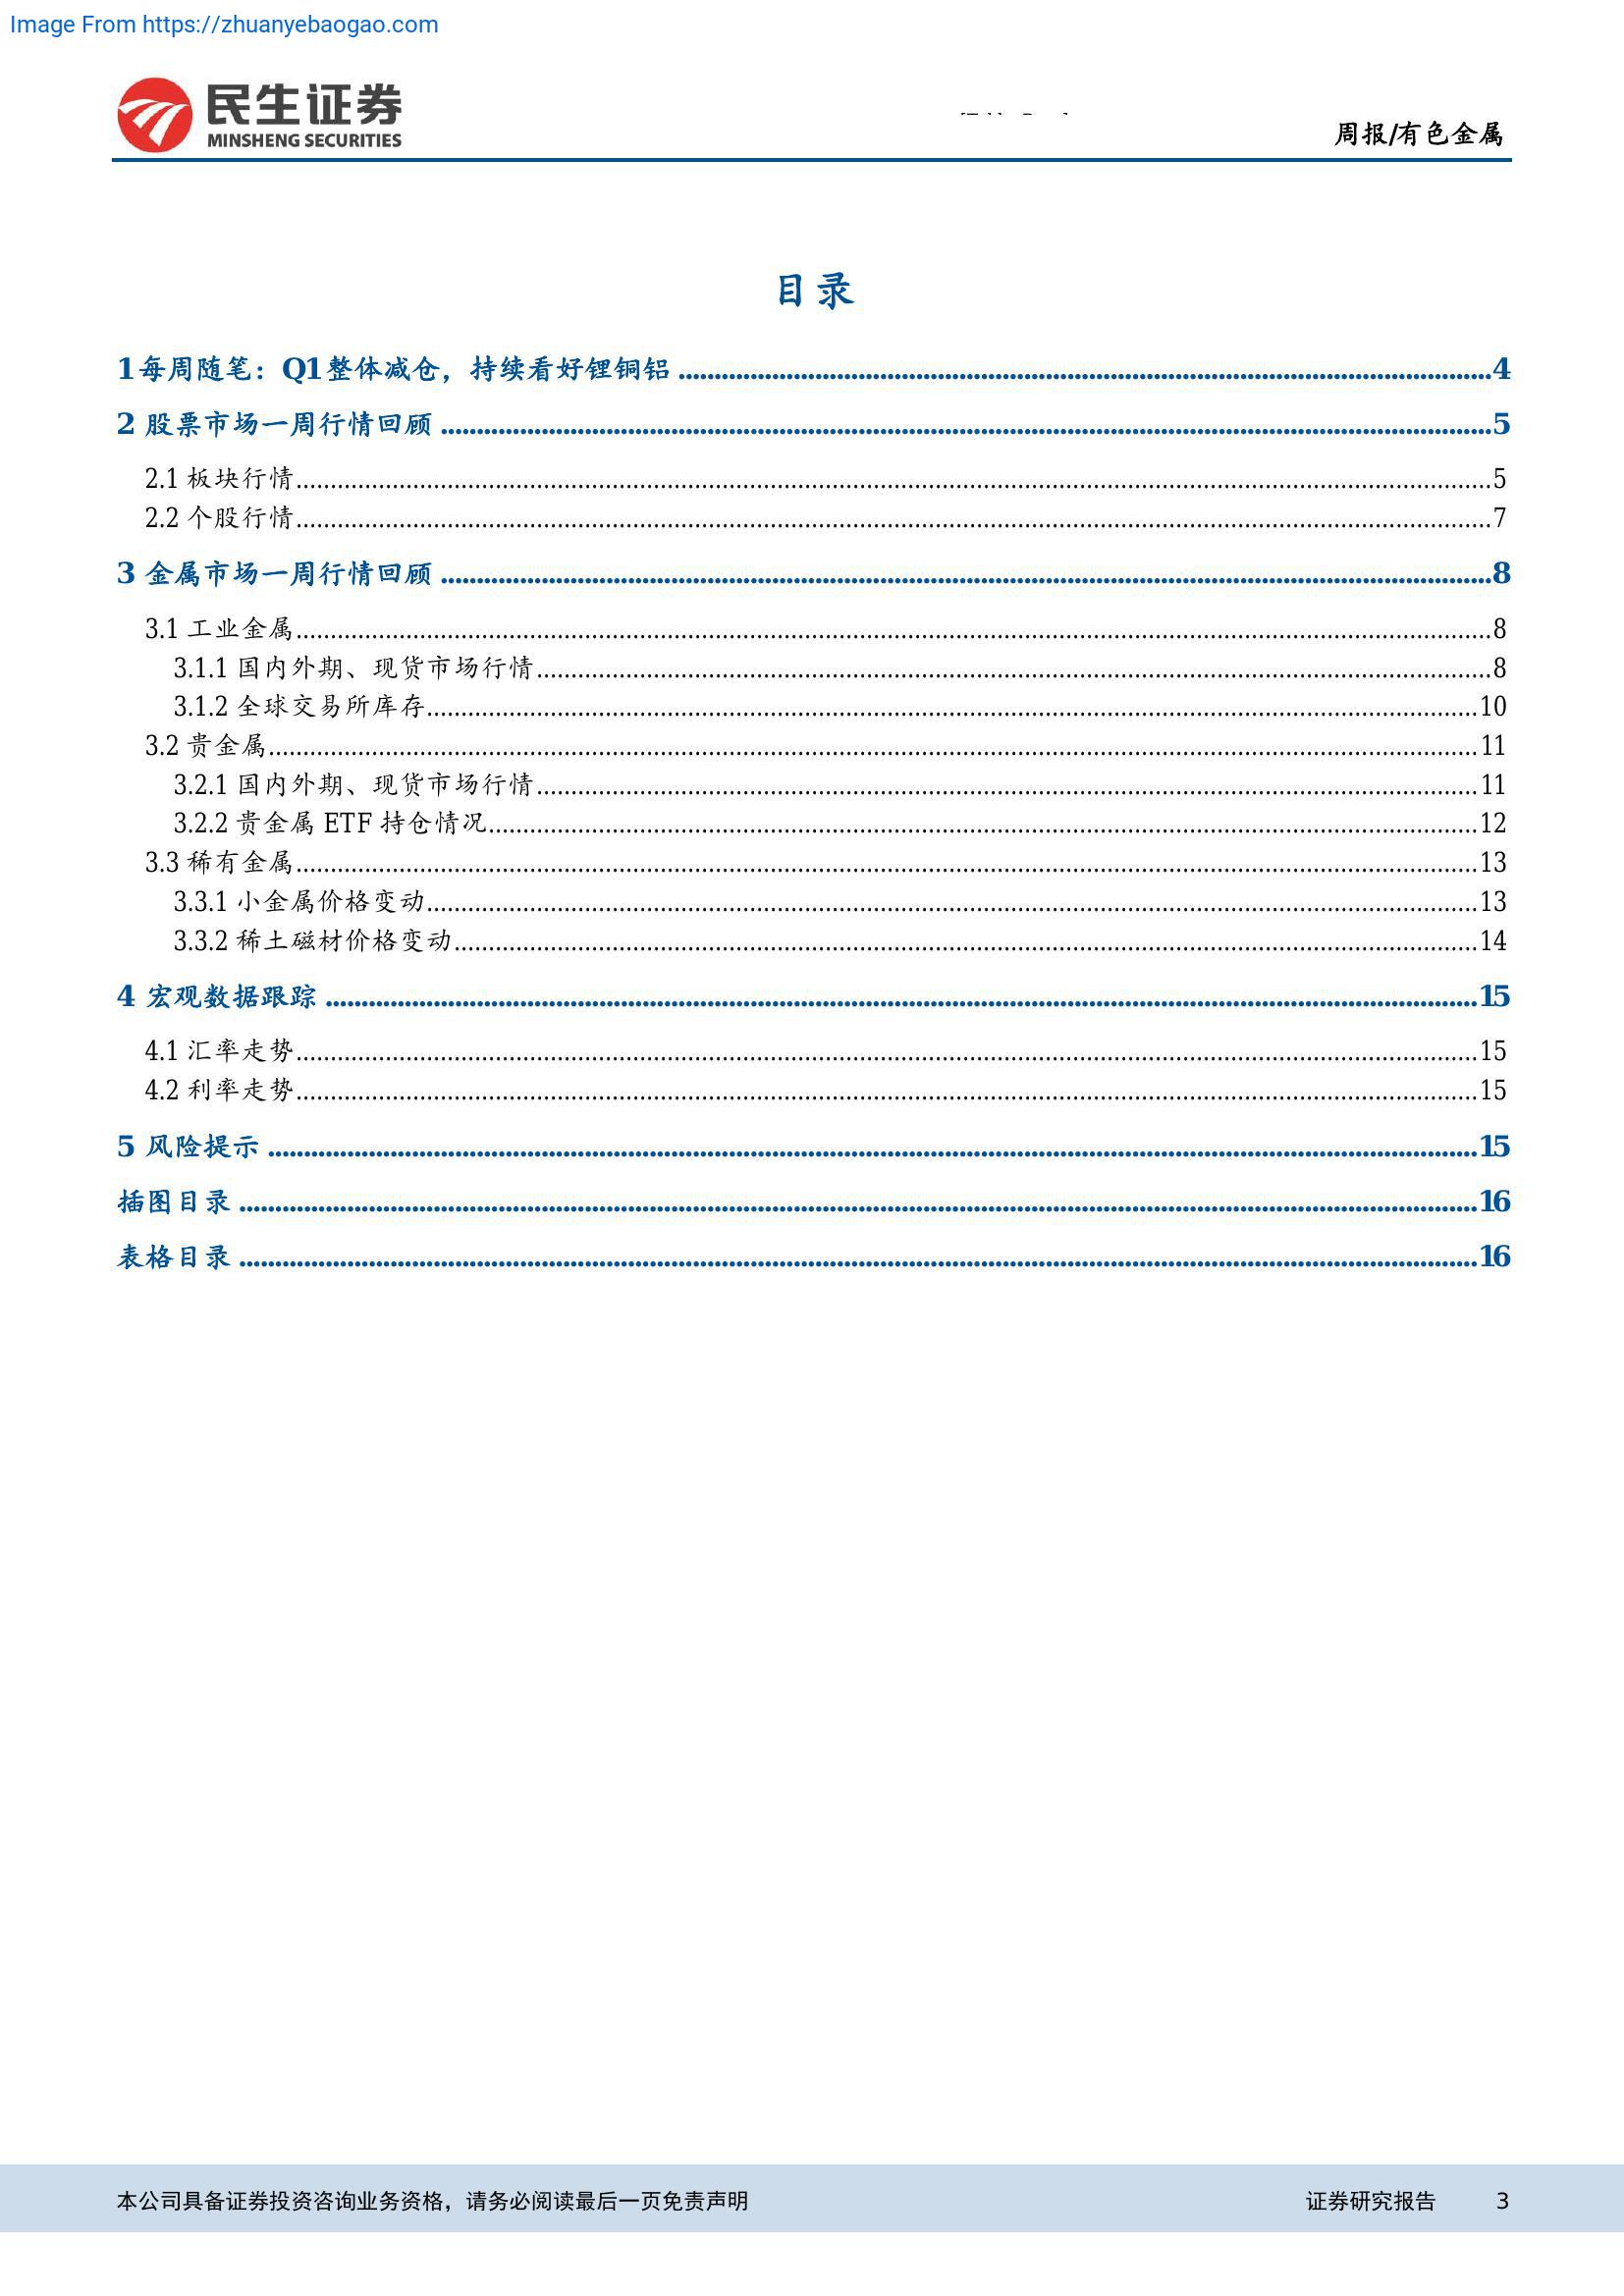 Image From https://zhuanyebaogao.com
民生证券
MINSHENG SECURITIES
周报/有色金属
目录
1每周随笔：Q1整体减仓，持续看好锂铜铝 4
2 股票市场一周行情回顾 5
2.1 板块行情 5
2.2 个股行情 7
3 金属市场一周行情回顾 8
3.1 工业金属 8
3.1.1 国内外期、现货市场行情 8
3.1.2 全球交易所库存 10
3.2 贵金属 11
3.2.1 国内外期、现货市场行情 11
3.2.2 贵金属 ETF 持仓情况 12
3.3 稀有金属 13
3.3.1 小金属价格变动 13
3.3.2 稀土磁材价格变动 14
4 宏观数据跟踪 15
4.1 汇率走势 15
4.2 利率走势 15
5 风险提示 15
插图目录 16
表格目录 16
本公司具备证券投资咨询业务资格，请务必阅读最后一页免责声明
证券研究报告 3